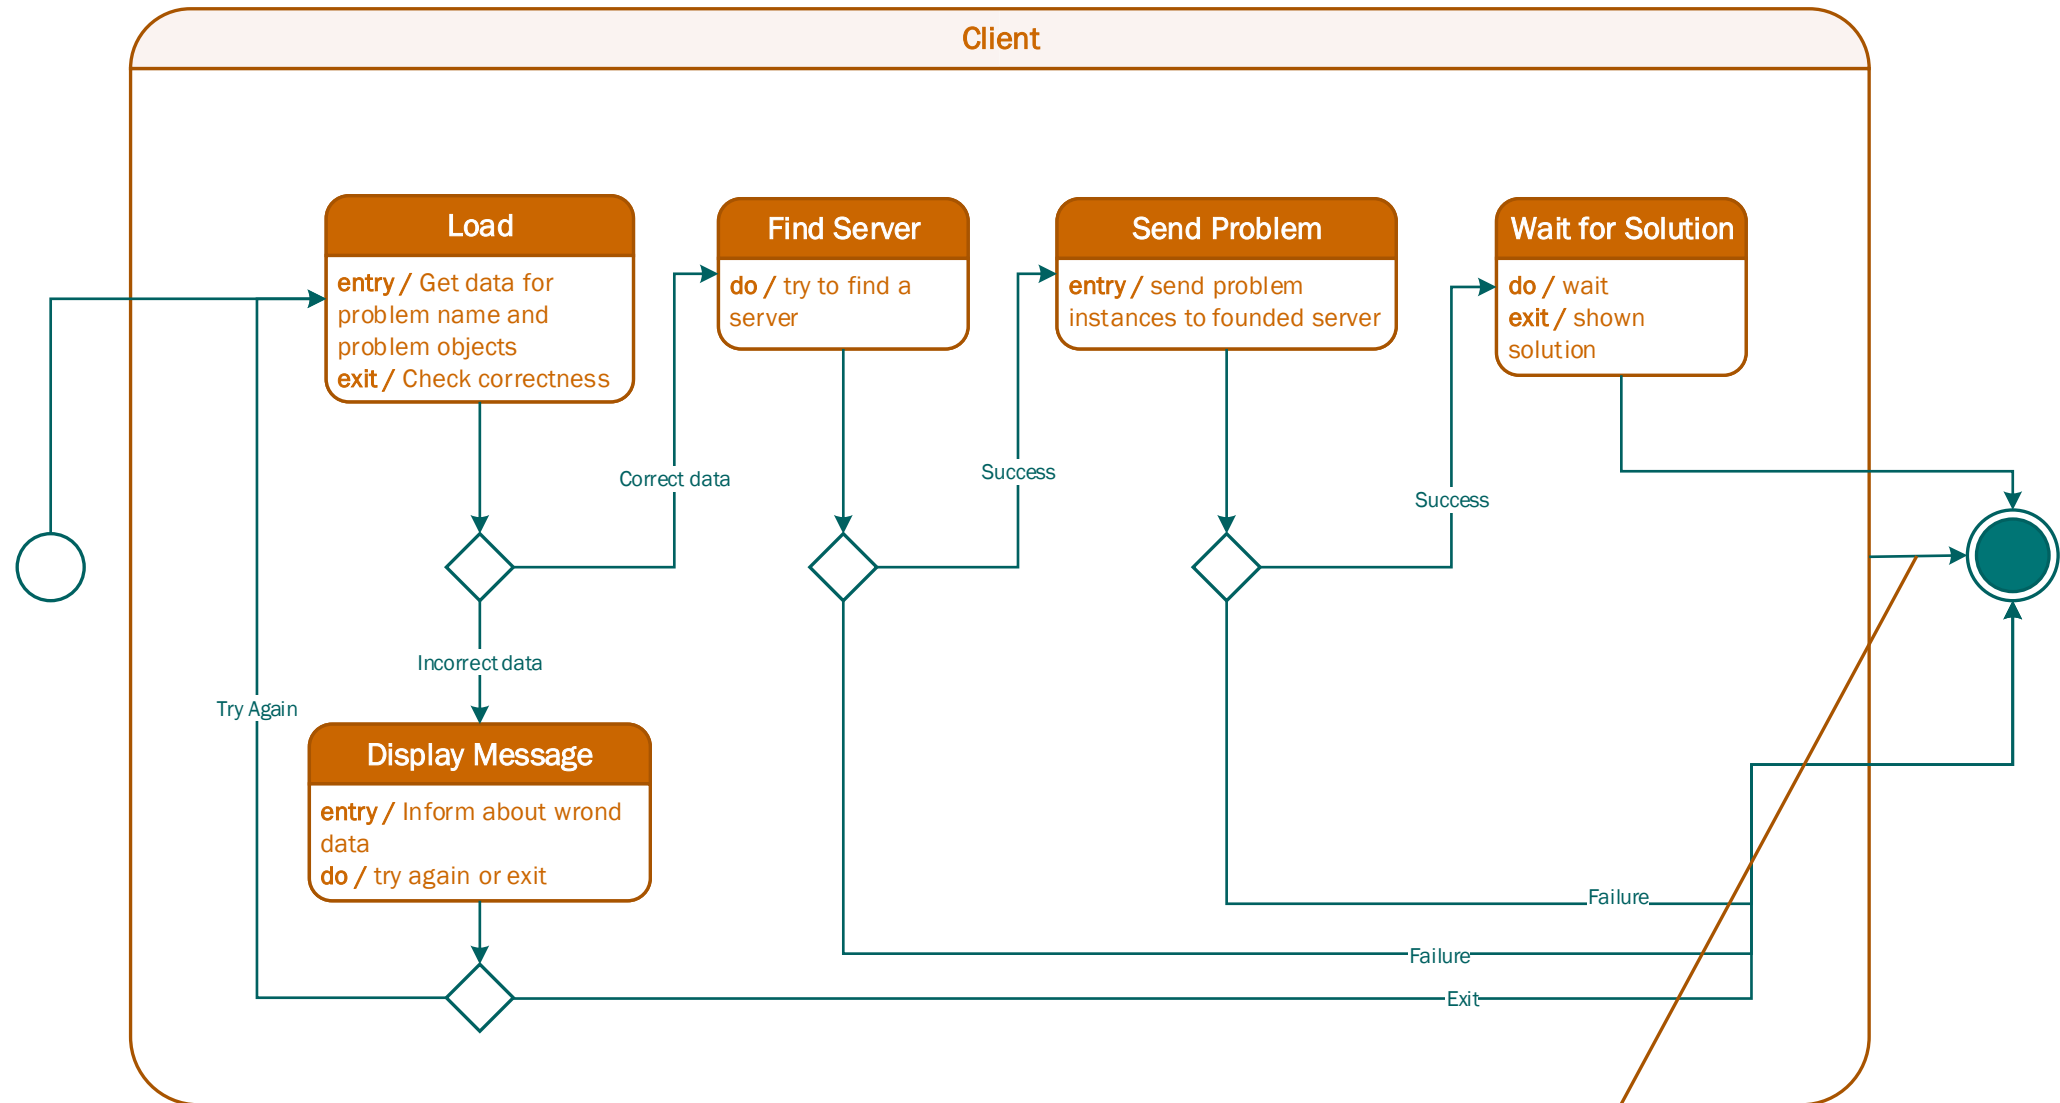 Client
Load
entry / Get data for
problem name and
problem objects
exit / Check correctness
Find Server
do / try to find a
server
Send Problem
entry / send problem
instances to founded server
Wait for Solution
do / wait
exit / shown
solution
Correct data
Success
Success
Incorrect data
Try Again
Display Message
entry / Inform about wrond
data
do / try again or exit
Failure
Failure
Exit